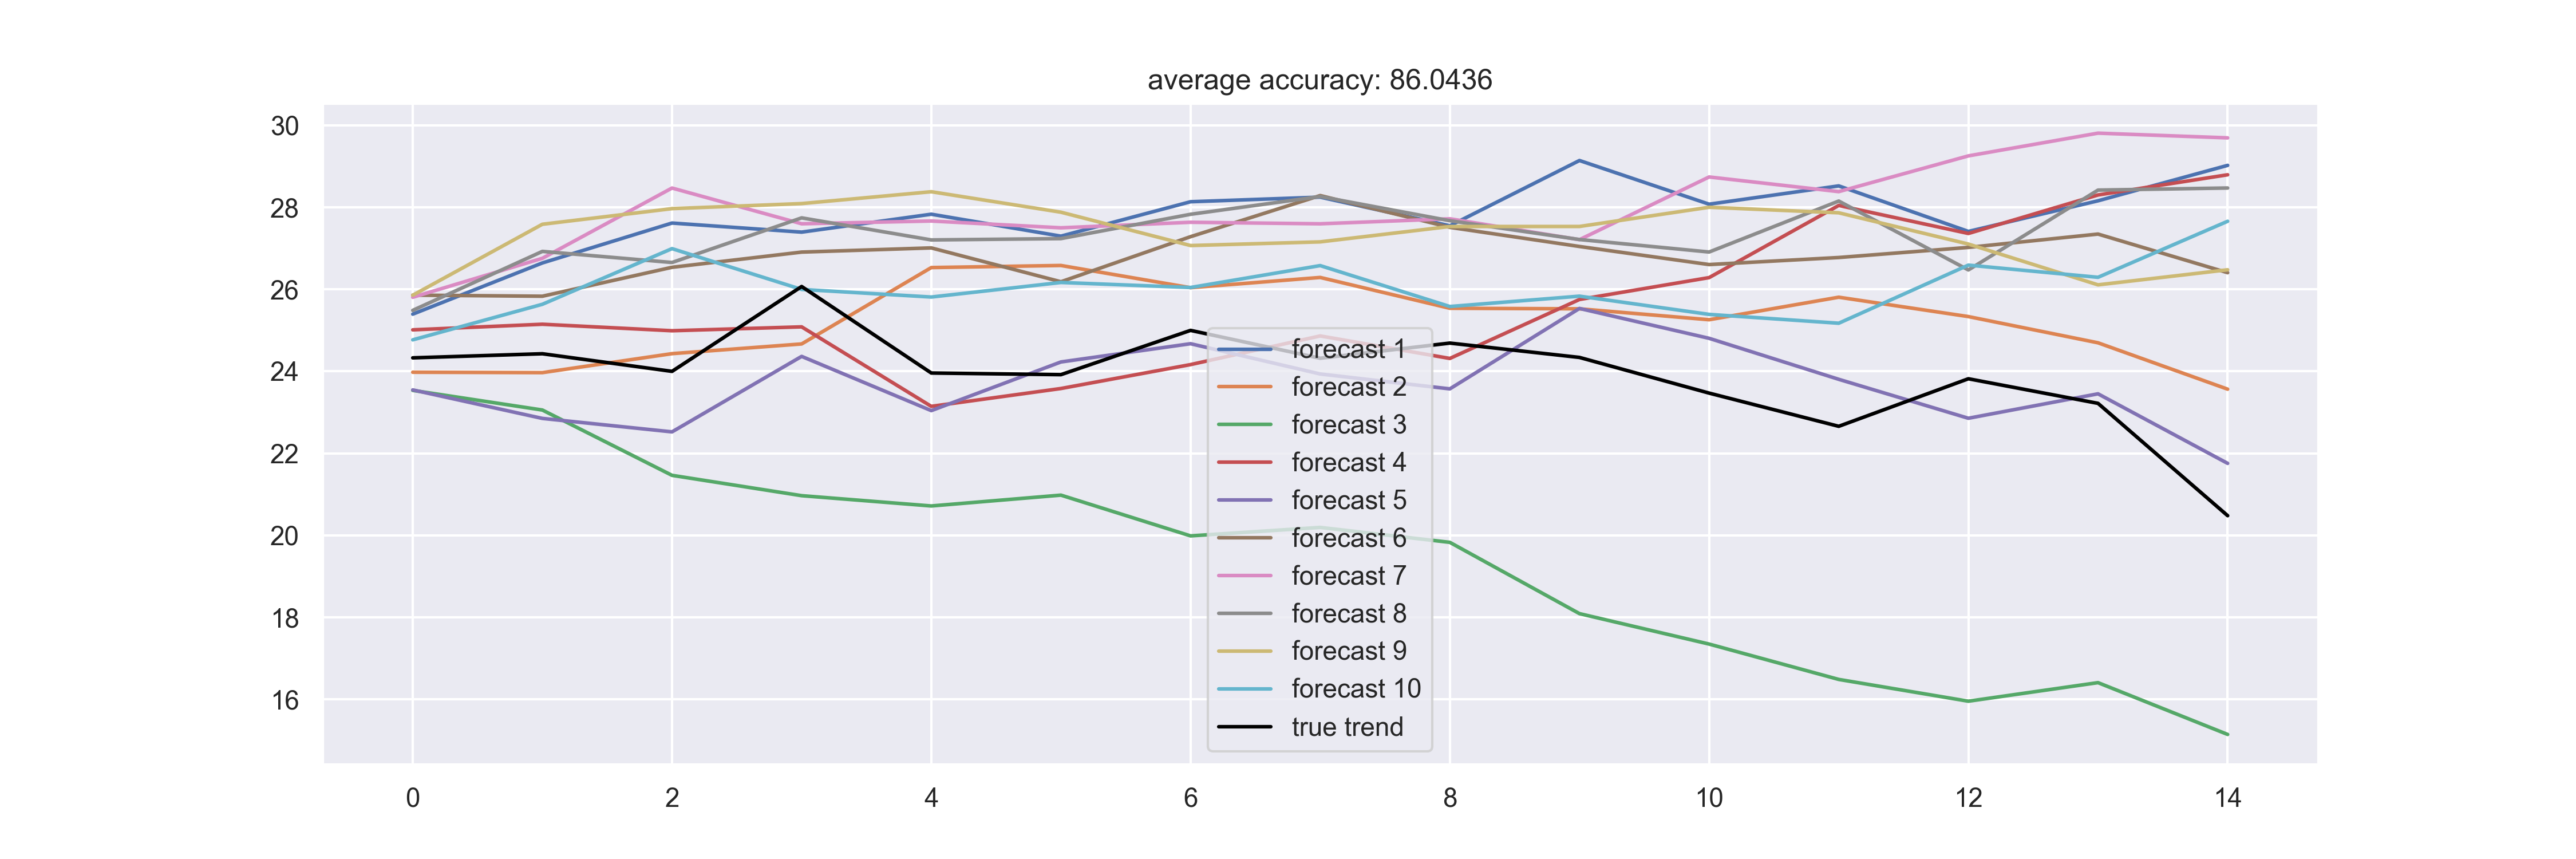 average accuracy: 86.0436
30
28
26
24
22
20
18
16
forecast 1
forecast 2
forecast 3
forecast 4
forecast 5
forecast 6
forecast 7
forecast 8
forecast 9
forecast 10
true trend
0 2 4 6 8 10 12 14